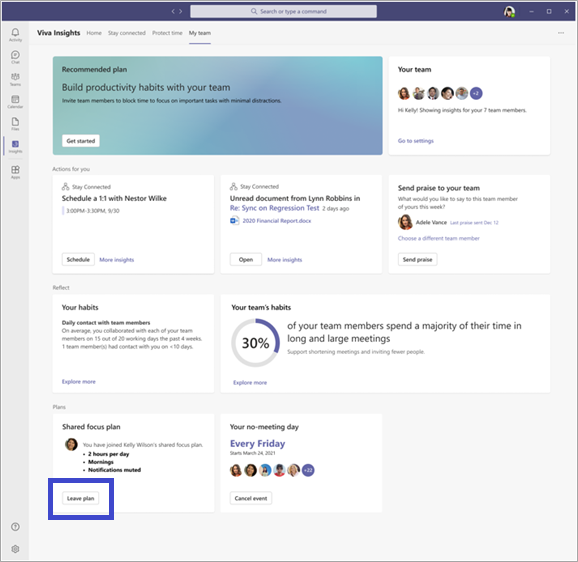 Search or type a command
Viva Insights Home Stay connected Protect time My team
Activity
Chat
Teams
Calendar
Files
Insights
Apps
Recommended plan
Build productivity habits with your team
Invite team members to block time to focus on important tasks with minimal distractions.
Get started
Your team
+2
Hi Kelly! Showing insights for your 7 team members.
Go to settings
Actions for you
Stay Connected
Schedule a 1:1 with Nestor Wilke
3:00PM-3:30PM, 9/30
Schedule More insights
Stay Connected
Unread document from Lynn Robbins in
Re: Sync on Regression Test 2 days ago
2020 Financial Report.docx
Open More insights
Send praise to your team
What would you like to say to this team member
of yours this week?
Adele Vance Last praise sent Dec. 12
Choose a different team member
Send praise
Reflect
Your habits
Daily contact with team members
On average, you collaborated with each of your team
members on 15 out of 20 working days the past 4 weeks.
1 team member(s) had contact with you on <10 days.
Explore more
Your team's habits
30%
of your team members spend a majority of their time in
long and large meetings
Support shortening meetings and inviting fewer people.
Explore more
Plans
Shared focus plan
You have joined Kelly Wilson's shared focus plan.
• 2 hours per day
• Mornings
• Notifications muted
Leave plan
Your no-meeting day
Every Friday
Starts March 24, 2021
+22
Cancel event